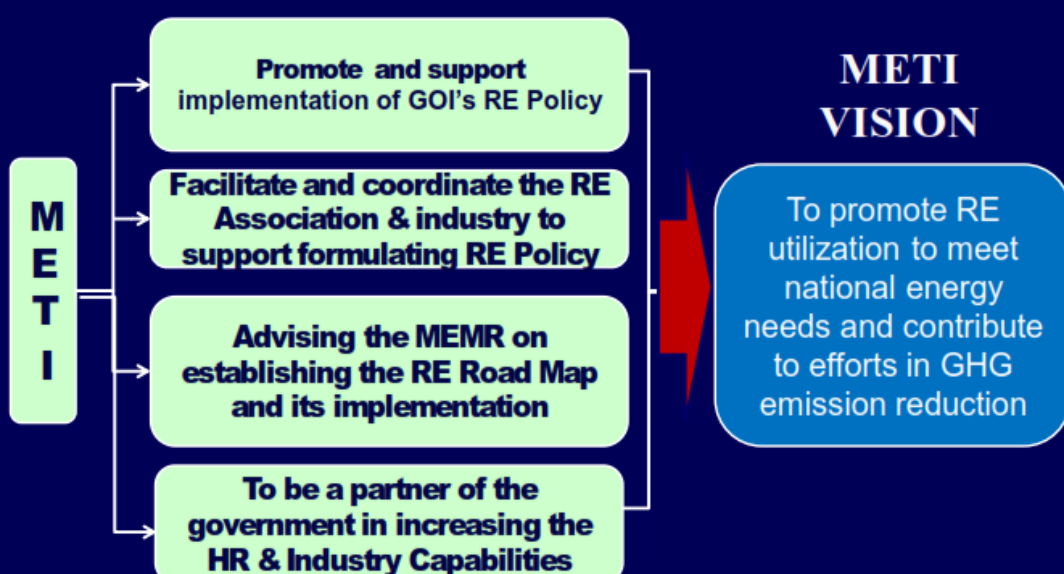 Promote and support
implementation of GOI's RE Policy
Facilitate and coordinate the RE
Association & industry to
support formulating RE Policy
M
E
T
I
Advising the MEMR on
establishing the RE Road Map
and its implementation
To be a partner of the
government in increasing the
HR & Industry Capabilities
METI
VISION
To promote RE
utilization to meet
national energy
needs and contribute
to efforts in GHG
emission reduction